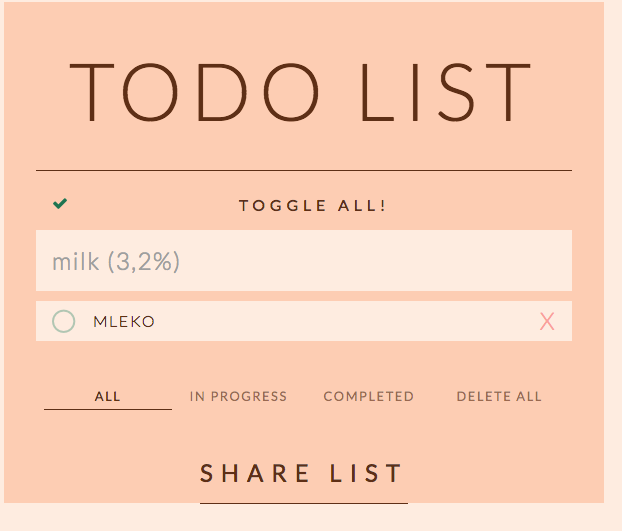 TODO LIST
TOGGLE ALL!
milk (3,2%)
MLEKO X
ALL IN PROGRESS COMPLETED DELETE ALL
SHARE LIST